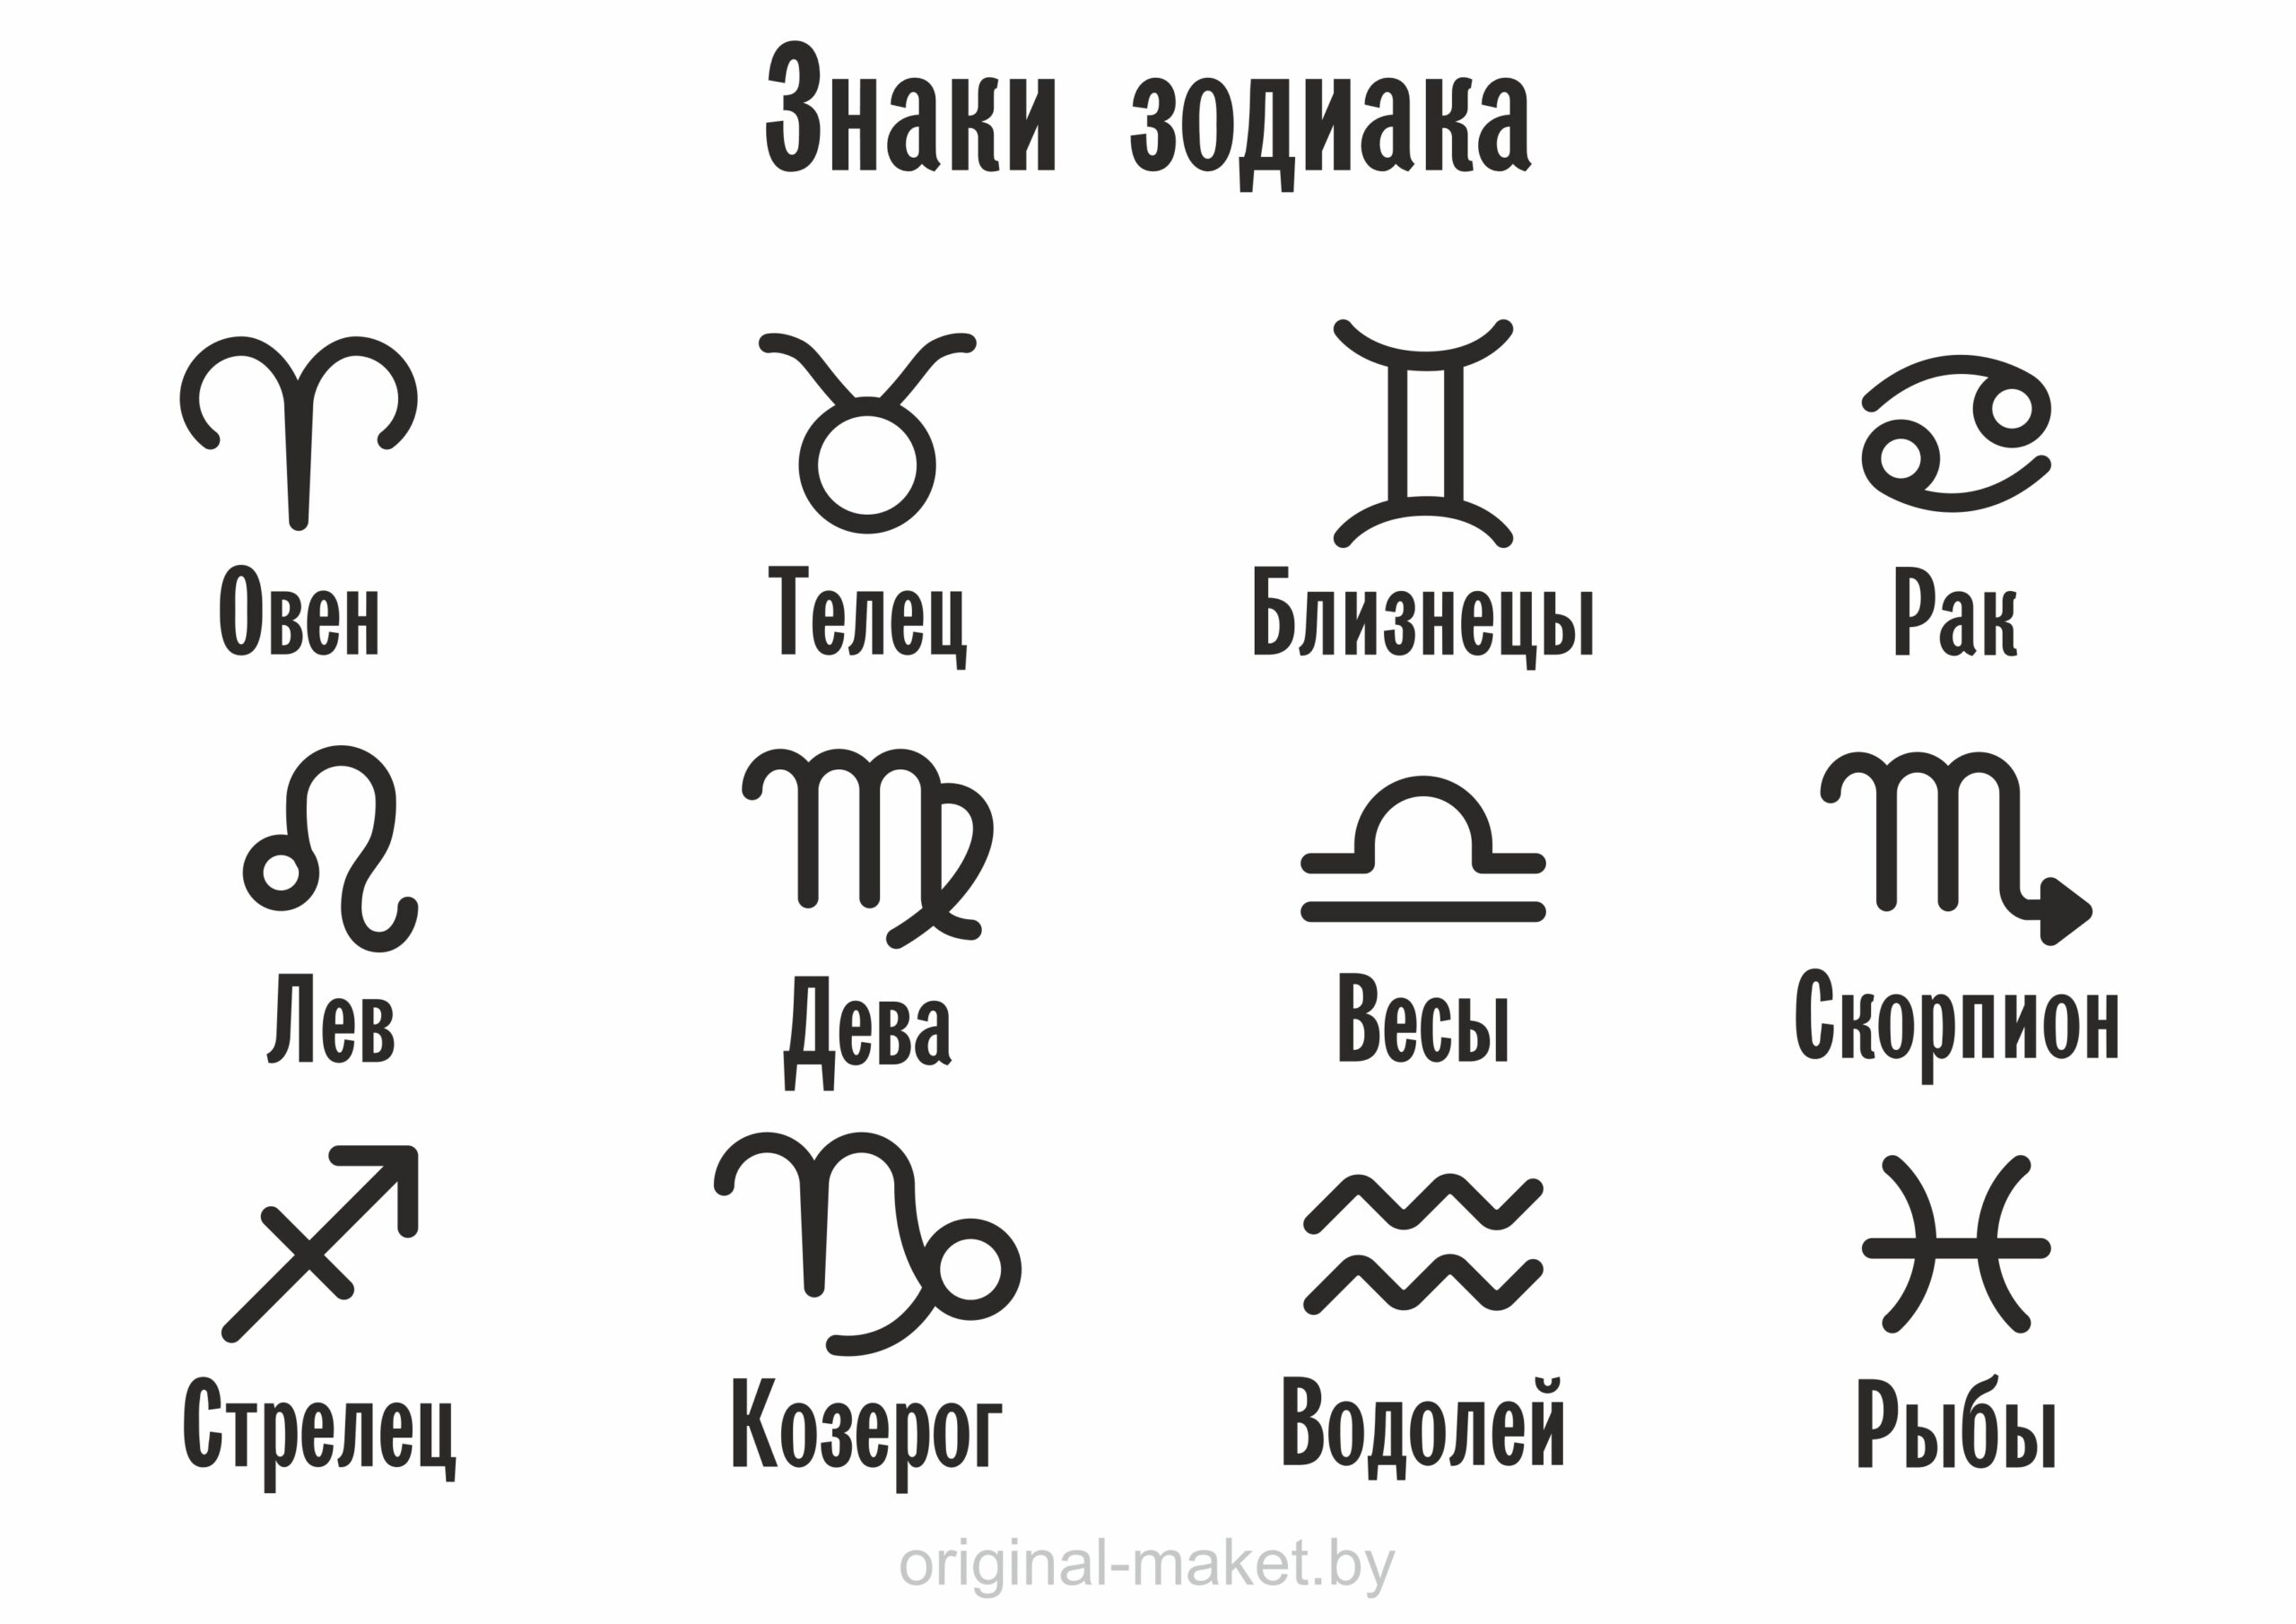 Знаки зодиака
Овен Телец Близнецы Рак
Лев Дева Весы Скорпион
Стрелец Козерог Водолей Рыбы
original-maket.by